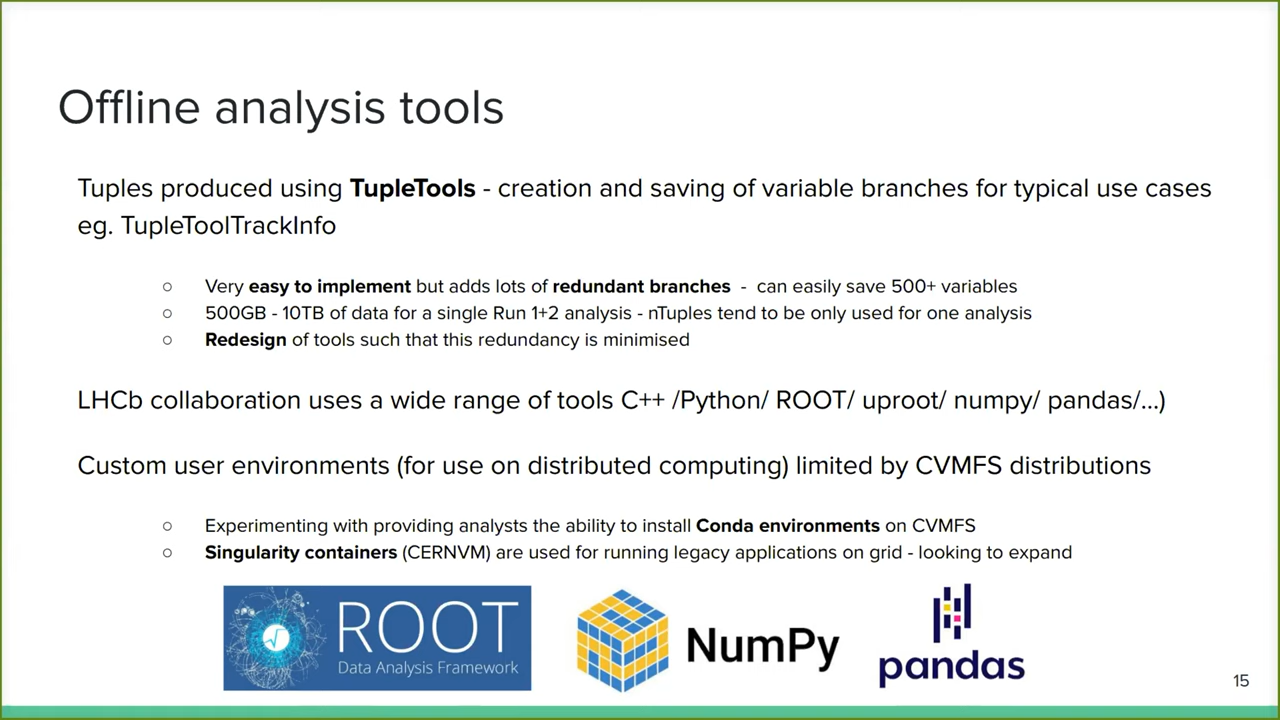 Offline analysis tools
Tuples produced using TupleTools - creation and saving of variable branches for typical use cases
eg. TupleToolTrackInfo
○ Very easy to implement but adds lots of redundant branches - can easily save 500+ variables
○ 500GB - 10TB of data for a single Run 1+2 analysis - nTuples tend to be only used for one analysis
○ Redesign of tools such that this redundancy is minimised
LHCb collaboration uses a wide range of tools C++ /Python/ ROOT/ uproot/ numpy/ pandas/...)
Custom user environments (for use on distributed computing) limited by CVMFS distributions
○ Experimenting with providing analysts the ability to install Conda environments on CVMFS
○ Singularity containers (CERNVM) are used for running legacy applications on grid - looking to expand
ROOT
Data Analysis Framework
NumPy
pandas
15